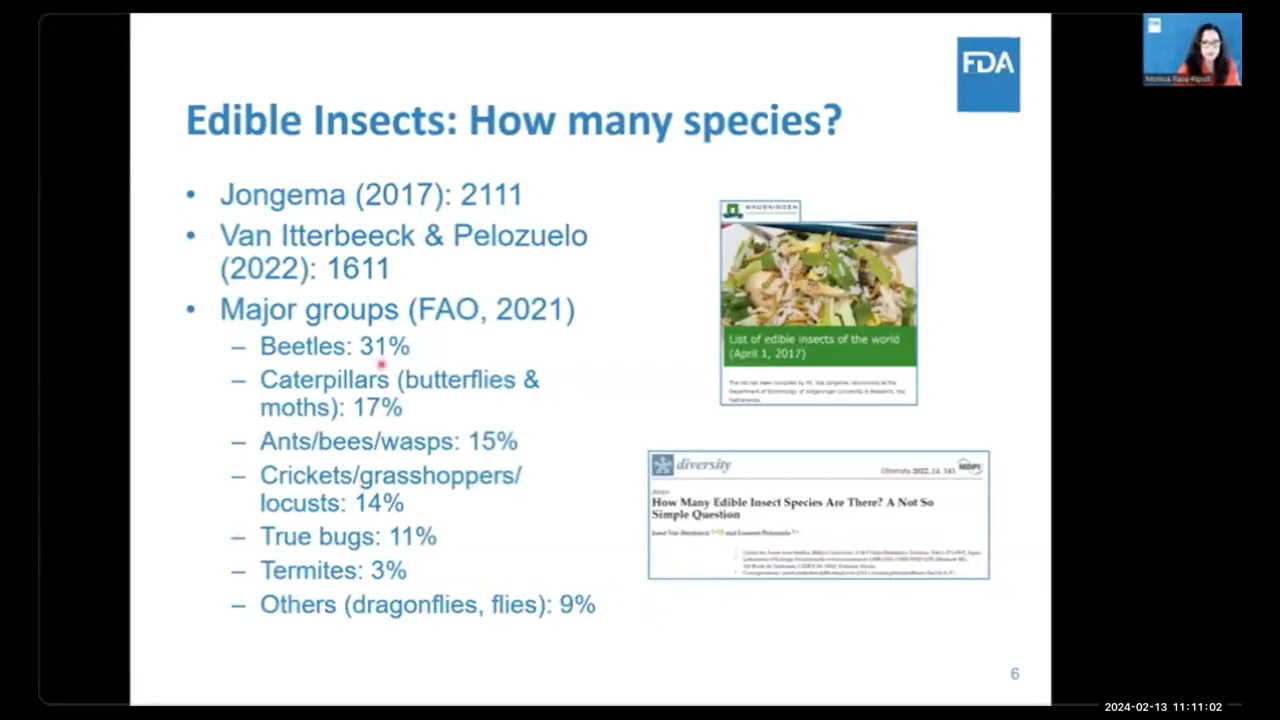 FDA
Edible Insects: How many species?
• Jongema (2017): 2111
• Van Itterbeeck & Pelozuelo
(2022): 1611
• Major groups (FAO, 2021)
– Beetles: 31%
– Caterpillars (butterflies &
moths): 17%
– Ants/bees/wasps: 15%
– Crickets/grasshoppers/
locusts: 14%
– True bugs: 11%
– Termites: 3%
– Others (dragonflies, flies): 9%
WAGENINGEN
List of edible insects of the world
(April 1, 2017)
diversity
MDPI
How Many Edible Insect Species Are There? A Not So
Simple Question
6
2024-02-13 11:11:02